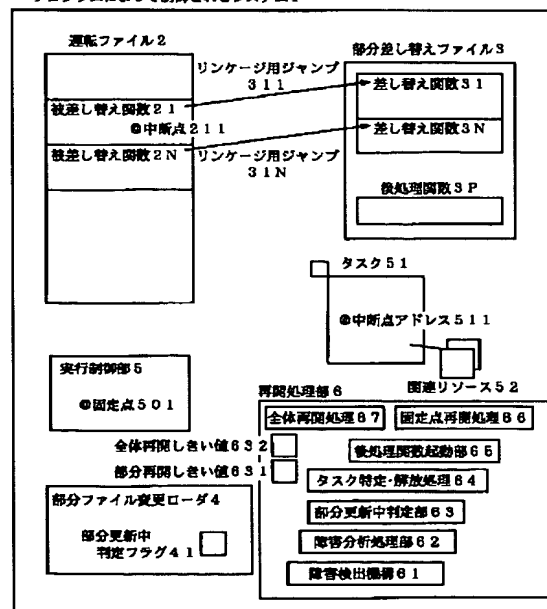 運転ファイル2
部分差し替えファイル3
リンケージ用ジャンプ
311
差し替え関数31
被差し替え関数21
@中断点211
差し替え関数3N
被差し替え関数2N
リンケージ用ジャンプ
31N
後処理関数3P
タスク51
@中断点アドレス511
実行制御部5
@固定点501
関連リソース52
再開処理部6
全体再開処理67
固定点再開処理66
全体再開しきい値632
後処理関数起動部65
部分再開しきい値631
タスク特定・解放処理64
部分ファイル変更ローダ4
部分更新中
判定フラグ41
部分更新中判定部63
障害分析処理部62
障害検出機構61